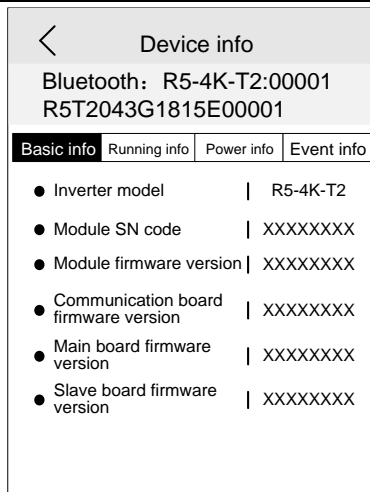 Device info
Bluetooth：R5-4K-T2:00001
R5T2043G1815E00001
Basic info Running info Power info Event info
Inverter model R5-4K-T2
Module SN code XXXXXXXX
Module firmware version XXXXXXXX
Communication board
firmware version XXXXXXXX
Main board firmware
version XXXXXXXX
Slave board firmware
version XXXXXXXX